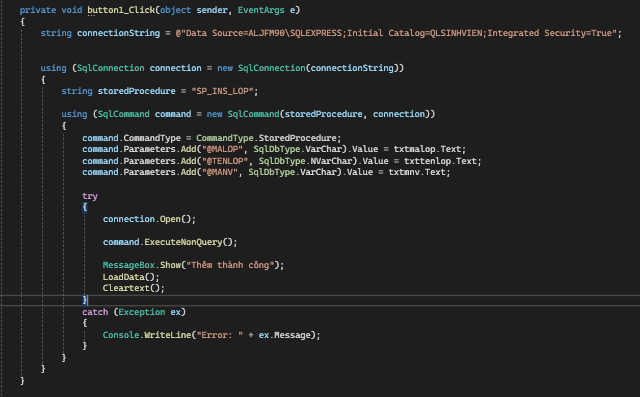 private void button1_Click(object sender, EventArgs e)
{
string connectionString = @"Data Source=ALJFM90\SQLEXPRESS;Initial Catalog=QLSINHVIEN;Integrated Security=True";
using (SqlConnection connection = new SqlConnection(connectionString))
{
string storedProcedure = "SP_INS_LOP";
using (SqlCommand command = new SqlCommand(storedProcedure, connection))
{
command.CommandType = CommandType.StoredProcedure;
command.Parameters.Add("@MALOP", SqlDbType.VarChar).Value = txtmalop.Text;
command.Parameters.Add("@TENLOP", SqlDbType.NVarChar).Value = txttenlop.Text;
command.Parameters.Add("@MANV", SqlDbType.VarChar).Value = txtmnv.Text;
try
{
connection.Open();
command.ExecuteNonQuery();
MessageBox.Show("Thêm thành công");
LoadData();
Cleartext();
}
catch (Exception ex)
{
Console.WriteLine("Error: " + ex.Message);
}
}
}
}